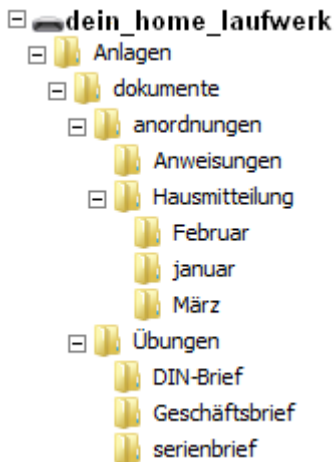 dein_home_laufwerk
Anlagen
dokumente
anordnungen
Anweisungen
Hausmitteilung
Februar
januar
März
Übungen
DIN-Brief
Geschäftsbrief
serienbrief